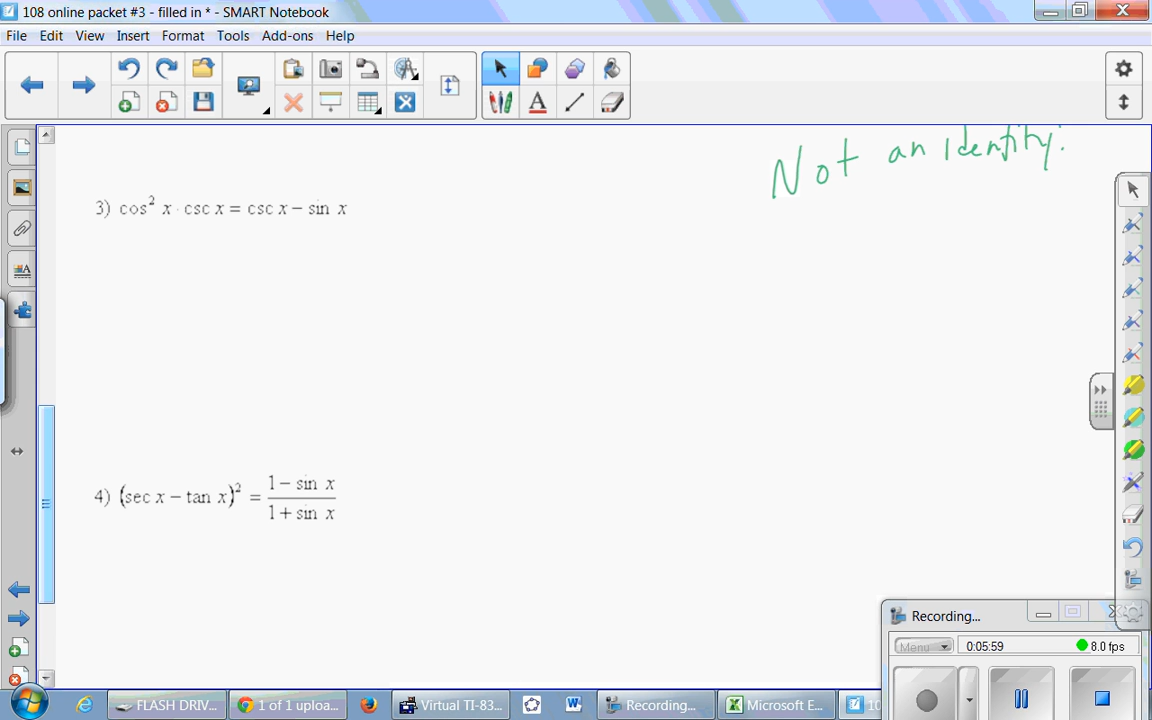 108 online packet #3 - filled in * - SMART Notebook
File Edit View Insert Format Tools Add-ons Help
Not an identity.
3) cos² x · csc x = csc x − sin x
4) (sec x − tan x)² = (1 − sin x)/(1 + sin x)
Recording...
Menu 0:05:59 8.0 fps
FLASH DRIV... 1 of 1 uploa... Virtual TI-83... Recording... Microsoft E... 10